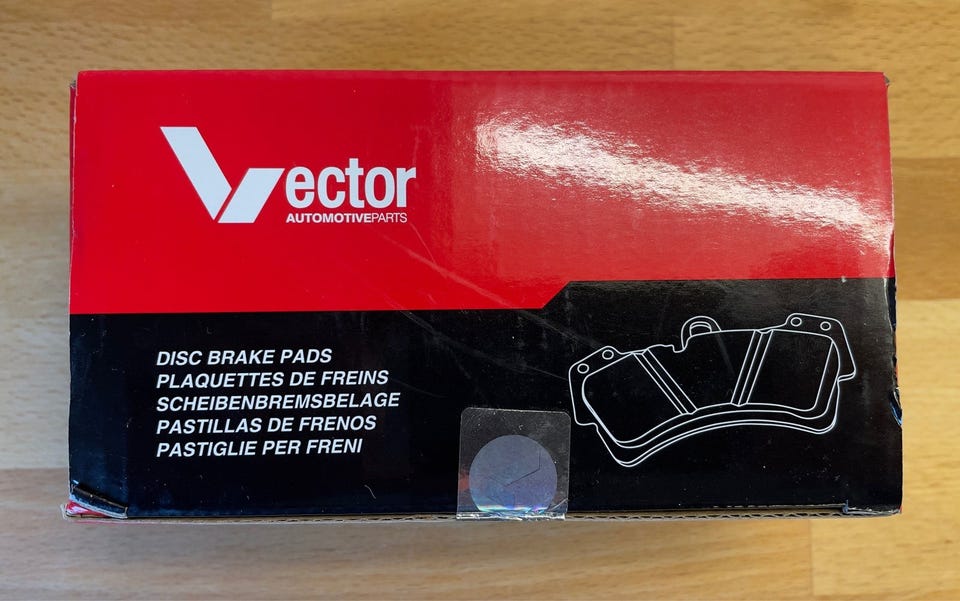 Vector
AUTOMOTIVEPARTS
DISC BRAKE PADS
PLAQUETTES DE FREINS
SCHEIBENBREMSBELAGE
PASTILLAS DE FRENOS
PASTIGLIE PER FRENI